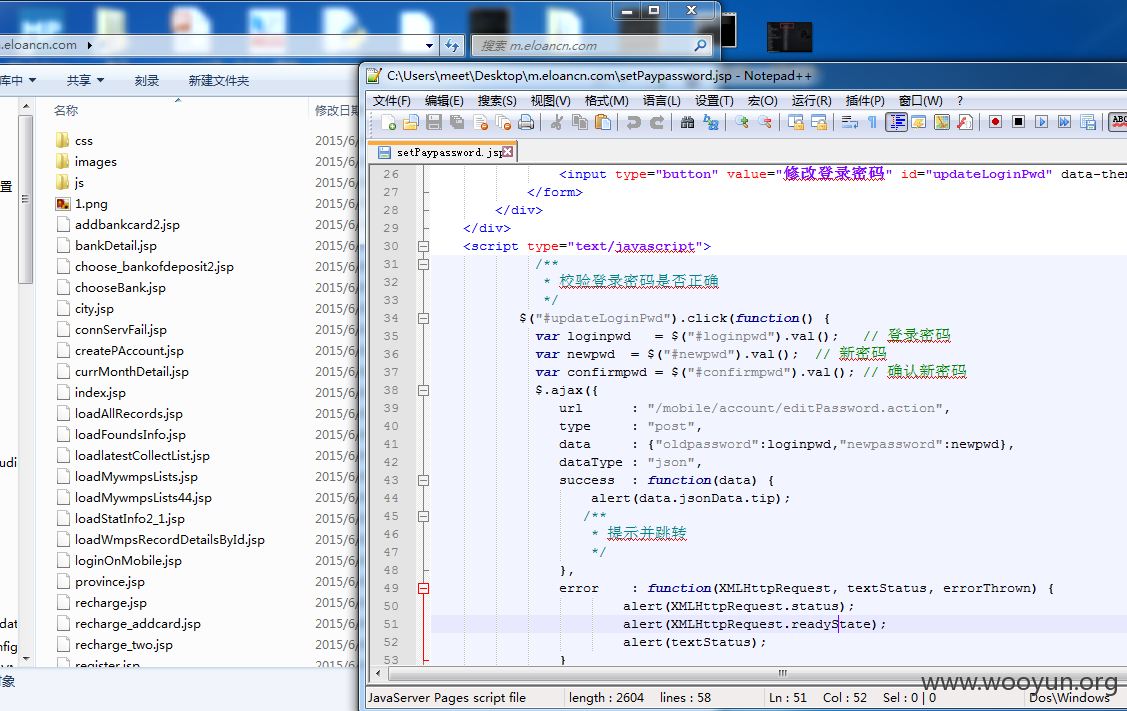 .eloancn.com
搜索 m.eloancn.com
库中 共享 刻录 新建文件夹
名称 修改日期
css 2015/6/
images 2015/6/
js 2015/6/
1.png 2015/6/
addbankcard2.jsp 2015/6/
bankDetail.jsp 2015/6/
choose_bankofdeposit2.jsp 2015/6/
chooseBank.jsp 2015/6/
city.jsp 2015/6/
connServFail.jsp 2015/6/
createPAccount.jsp 2015/6/
currMonthDetail.jsp 2015/6/
index.jsp 2015/6/
loadAllRecords.jsp 2015/6/
loadFoundsInfo.jsp 2015/6/
loadlatestCollectList.jsp 2015/6/
loadMywmpsLists.jsp 2015/6/
loadMywmpsLists44.jsp 2015/6/
loadStatInfo2_1.jsp 2015/6/
loadWmpsRecordDetailsById.jsp 2015/6/
loginOnMobile.jsp 2015/6/
province.jsp 2015/6/
recharge.jsp 2015/6/
recharge_addcard.jsp 2015/6/
recharge_two.jsp 2015/6/
register.jsp 2015/6/
置
udi
dat
nfig
对象
C:\Users\meet\Desktop\m.eloancn.com\setPaypassword.jsp - Notepad++
文件(F) 编辑(E) 搜索(S) 视图(V) 格式(M) 语言(L) 设置(T) 宏(O) 运行(R) 插件(P) 窗口(W) ?
ABC
setPaypassword.jsp
26 <input type="button" value="修改登录密码" id="updateLoginPwd" data-the
27 </form>
28 </div>
29 </div>
30 <script type="text/javascript">
31 /**
32 * 校验登录密码是否正确
33 */
34 $("#updateLoginPwd").click(function() {
35 var loginpwd = $("#loginpwd").val(); // 登录密码
36 var newpwd = $("#newpwd").val(); // 新密码
37 var confirmpwd = $("#confirmpwd").val(); // 确认新密码
38 $.ajax({
39 url : "/mobile/account/editPassword.action",
40 type : "post",
41 data : {"oldpassword":loginpwd,"newpassword":newpwd},
42 dataType : "json",
43 success : function(data) {
44 alert(data.jsonData.tip);
45 /**
46 * 提示并跳转
47 */
48 },
49 error : function(XMLHttpRequest, textStatus, errorThrown) {
50 alert(XMLHttpRequest.status);
51 alert(XMLHttpRequest.readyState);
52 alert(textStatus);
53 }
JavaServer Pages script file length : 2604 lines : 58 Ln : 51 Col : 52 Sel : 0 | 0 Dos\Windows
www.wooyun.org